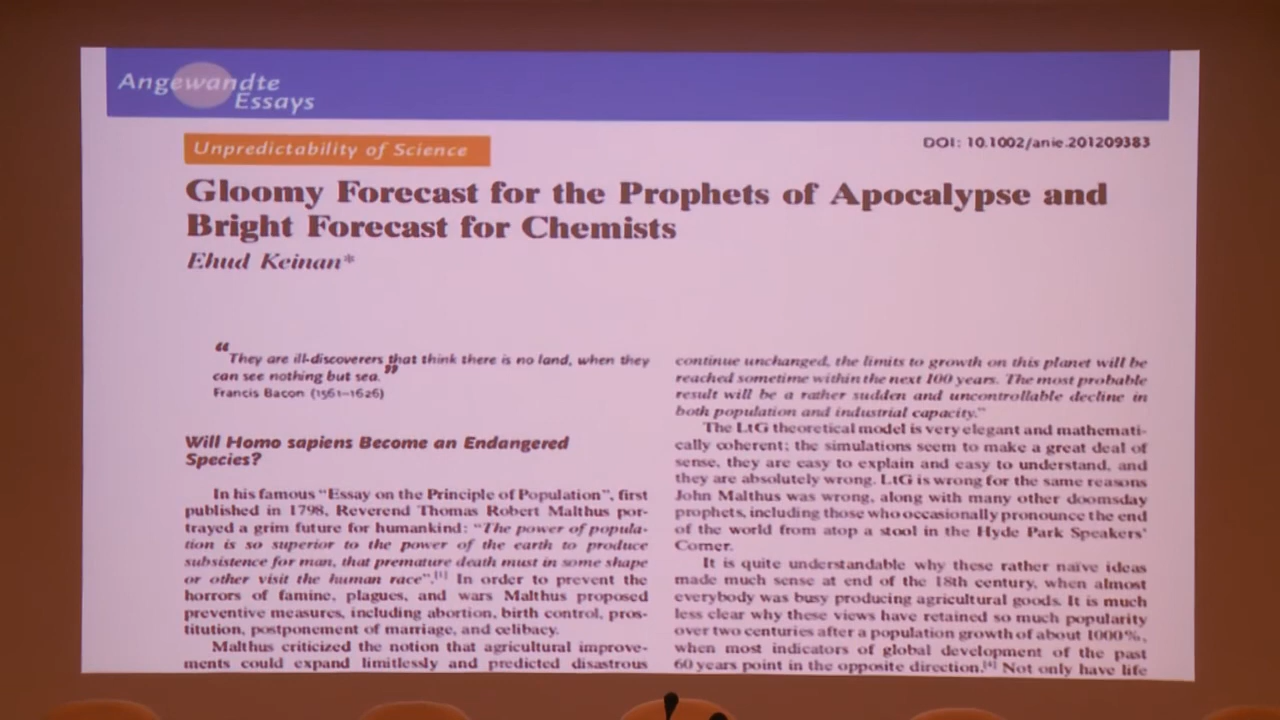 Angewandte
Essays
Unpredictability of Science
DOI: 10.1002/anie.201209383
Gloomy Forecast for the Prophets of Apocalypse and
Bright Forecast for Chemists
Ehud Keinan*
“They are ill-discoverers that think there is no land, when they
can see nothing but sea.”
Francis Bacon (1561–1626)
Will Homo sapiens Become an Endangered
Species?
In his famous “Essay on the Principle of Population”, first
published in 1798, Reverend Thomas Robert Malthus por-
trayed a grim future for humankind: “The power of popula-
tion is so superior to the power of the earth to produce
subsistence for man, that premature death must in some shape
or other visit the human race”.[1] In order to prevent the
horrors of famine, plagues, and wars Malthus proposed
preventive measures, including abortion, birth control, pros-
titution, postponement of marriage, and celibacy.
Malthus criticized the notion that agricultural improve-
ments could expand limitlessly and predicted disastrous
continue unchanged, the limits to growth on this planet will be
reached sometime within the next 100 years. The most probable
result will be a rather sudden and uncontrollable decline in
both population and industrial capacity.”
The LtG theoretical model is very elegant and mathemati-
cally coherent; the simulations seem to make a great deal of
sense, they are easy to explain and easy to understand, and
they are absolutely wrong. LtG is wrong for the same reasons
John Malthus was wrong, along with many other doomsday
prophets, including those who occasionally pronounce the end
of the world from atop a stool in the Hyde Park Speakers’
Corner.
It is quite understandable why these rather naïve ideas
made much sense at end of the 18th century, when almost
everybody was busy producing agricultural goods. It is much
less clear why these views have retained so much popularity
over two centuries after a population growth of about 1000%,
when most indicators of global development of the past
60 years point in the opposite direction.[4] Not only have life